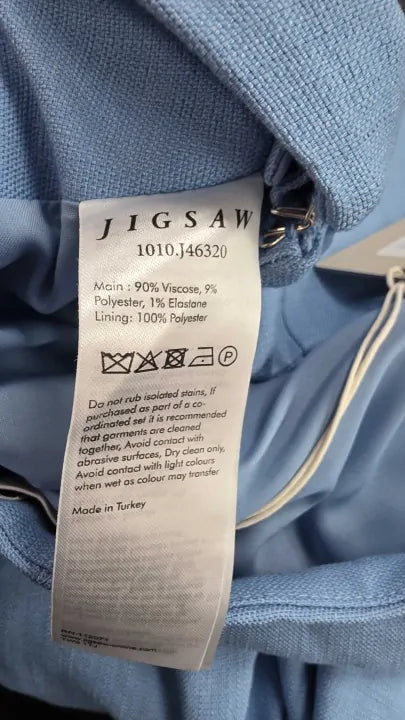 JIGSAW
1010.J46320
Main : 90% Viscose, 9%
Polyester, 1% Elastane
Lining: 100% Polyester
P
Do not rub isolated stains, If
purchased as part of a co-
ordinated set it is recommended
that garments are cleaned
together, Avoid contact with
abrasive surfaces, Dry clean only,
Avoid contact with light colours
when wet as colour may transfer
Made in Turkey